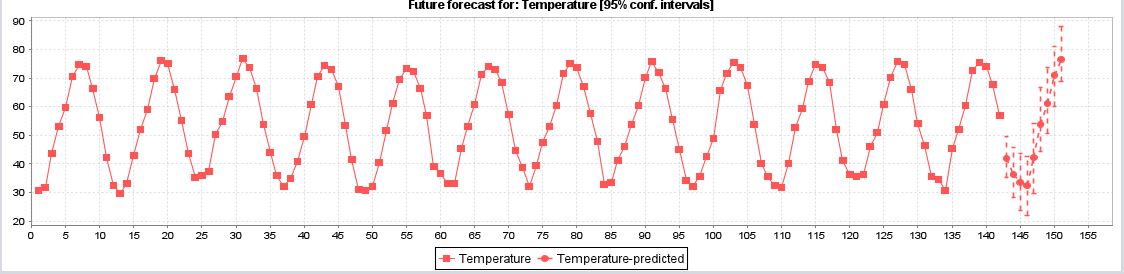 Future forecast for: Temperature [95% conf. intervals]
90
80
70
60
50
40
30
20
0 5 10 15 20 25 30 35 40 45 50 55 60 65 70 75 80 85 90 95 100 105 110 115 120 125 130 135 140 145 150 155
Temperature Temperature-predicted